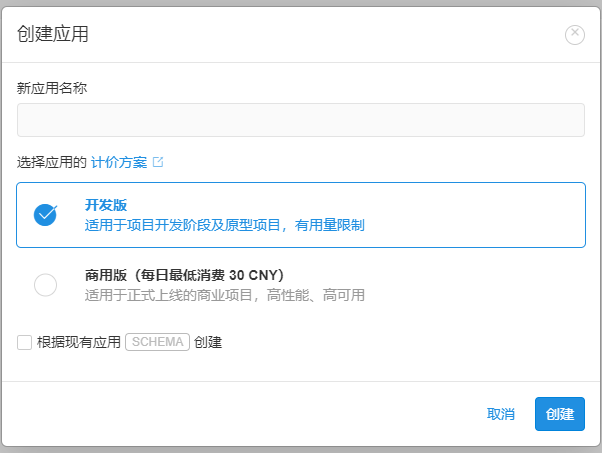 创建应用
新应用名称
选择应用的 计价方案
开发版
适用于项目开发阶段及原型项目，有用量限制
商用版（每日最低消费 30 CNY）
适用于正式上线的商业项目，高性能、高可用
根据现有应用 SCHEMA 创建
取消 创建